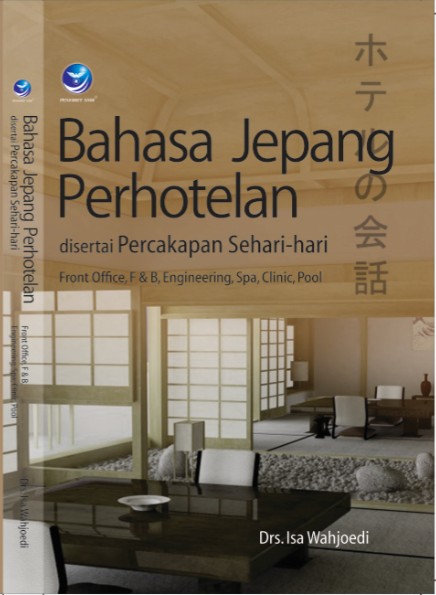 ホテルの会話
Bahasa Jepang
Perhotelan
disertai Percakapan Sehari-hari
Front Office, F & B, Engineering, Spa, Clinic, Pool
Drs. Isa Wahjoedi
Bahasa Jepang Perhotelan
disertai Percakapan Sehari-hari
Front Office, F & B,
Engineering, Spa, Clinic, Pool
Drs. Isa Wahjoedi